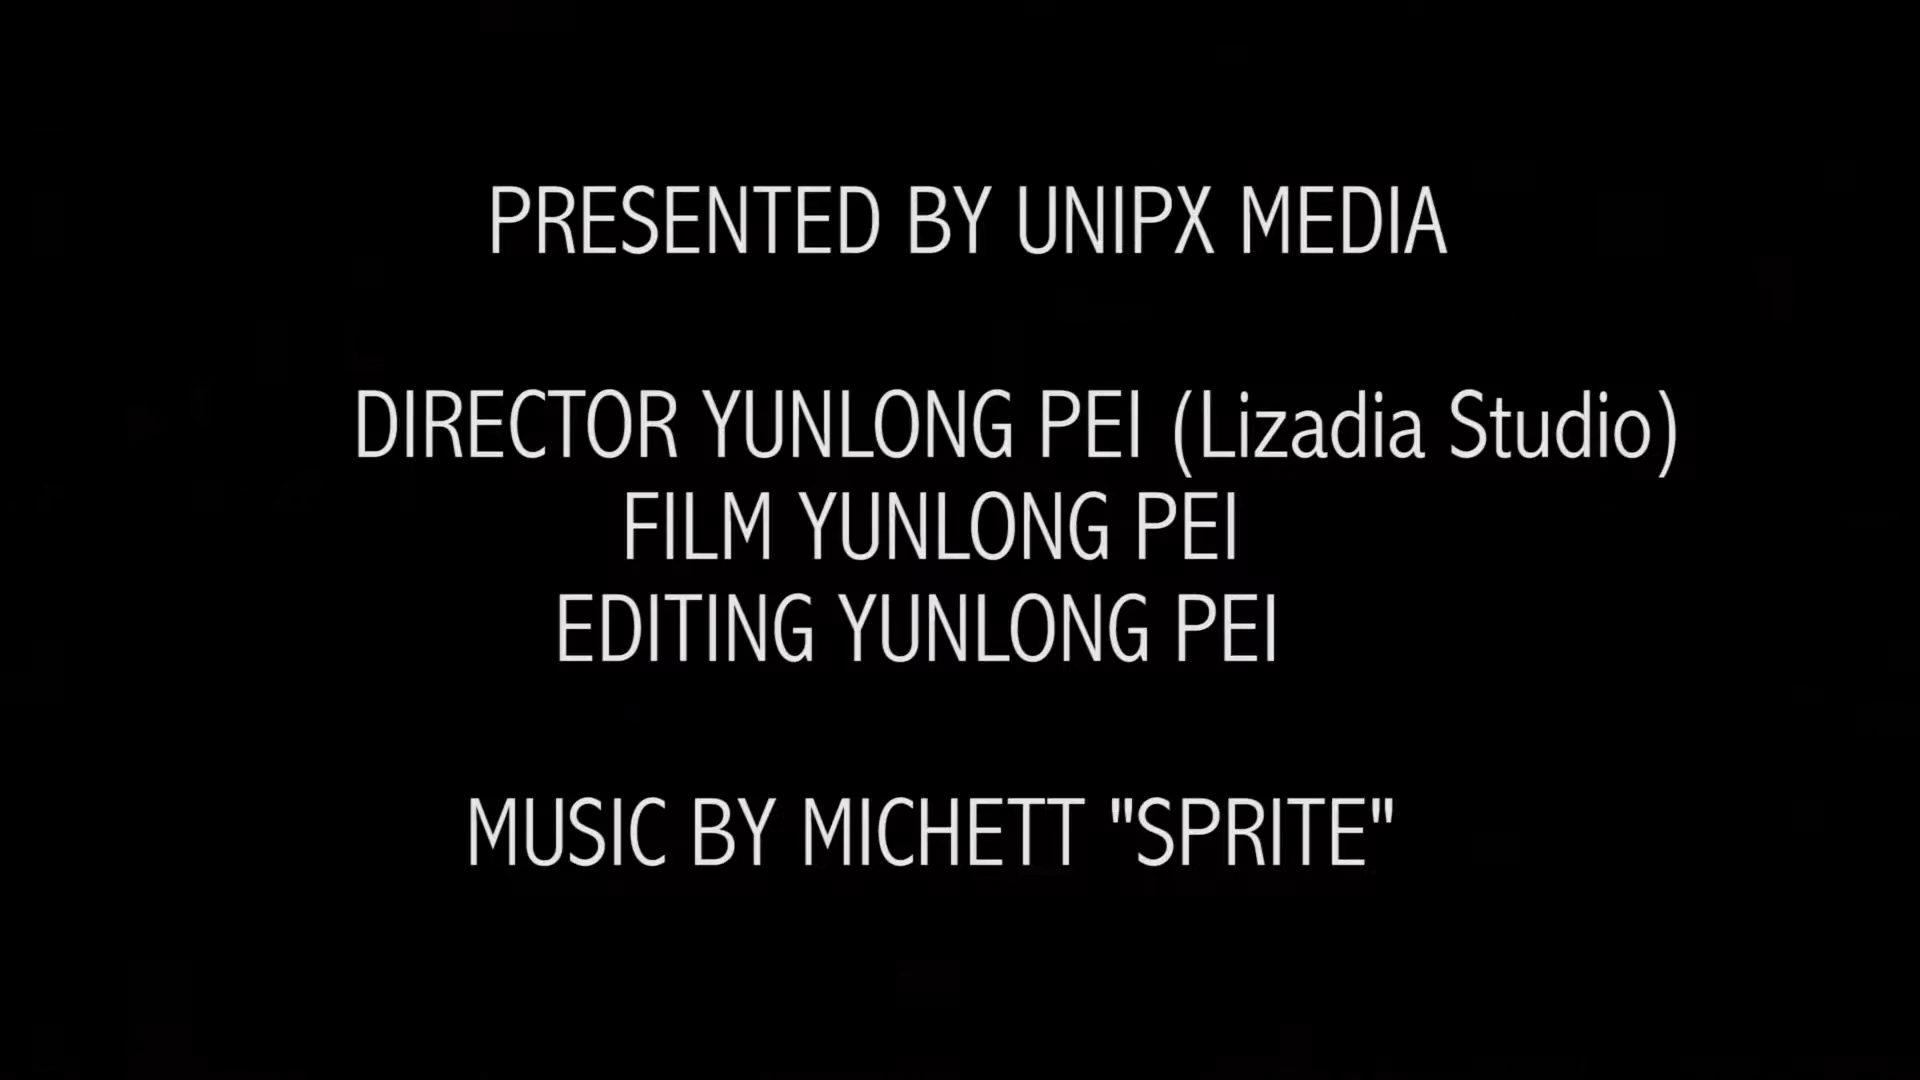 PRESENTED BY UNIPX MEDIA
DIRECTOR YUNLONG PEI (Lizadia Studio)
FILM YUNLONG PEI
EDITING YUNLONG PEI
MUSIC BY MICHETT "SPRITE"